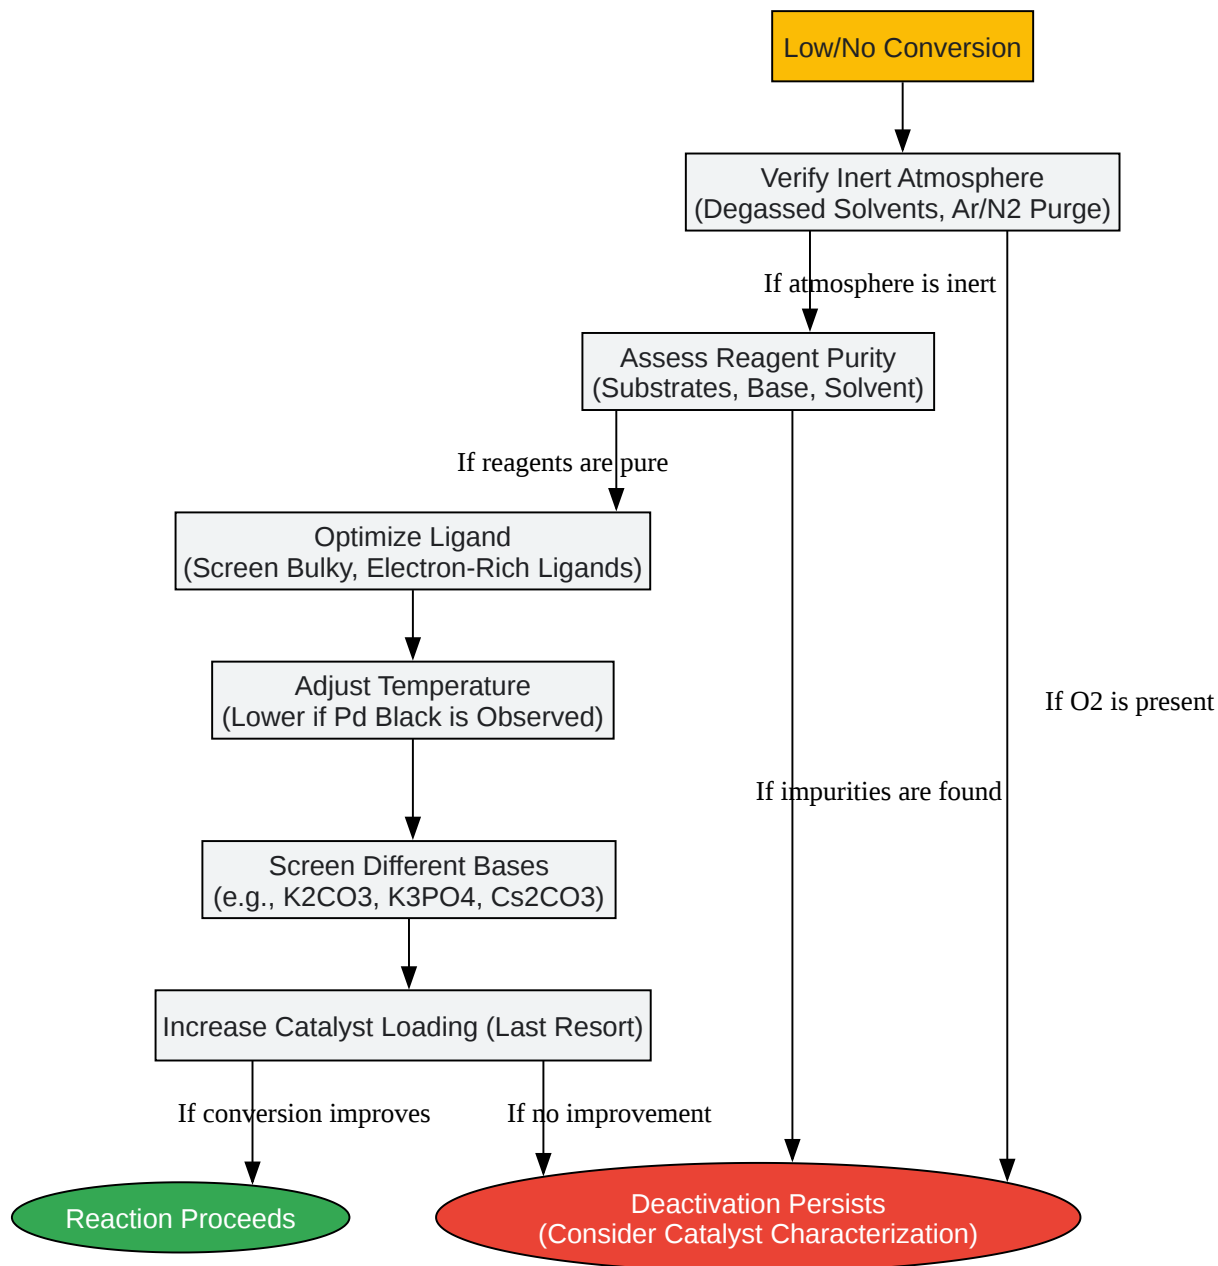 Low/No Conversion
Verify Inert Atmosphere
(Degassed Solvents, Ar/N2 Purge)
If atmosphere is inert
Assess Reagent Purity
(Substrates, Base, Solvent)
If reagents are pure
Optimize Ligand
(Screen Bulky, Electron-Rich Ligands)
Adjust Temperature
(Lower if Pd Black is Observed)
If O2 is present
If impurities are found
Screen Different Bases
(e.g., K2CO3, K3PO4, Cs2CO3)
Increase Catalyst Loading (Last Resort)
If conversion improves
If no improvement
Reaction Proceeds
Deactivation Persists
(Consider Catalyst Characterization)